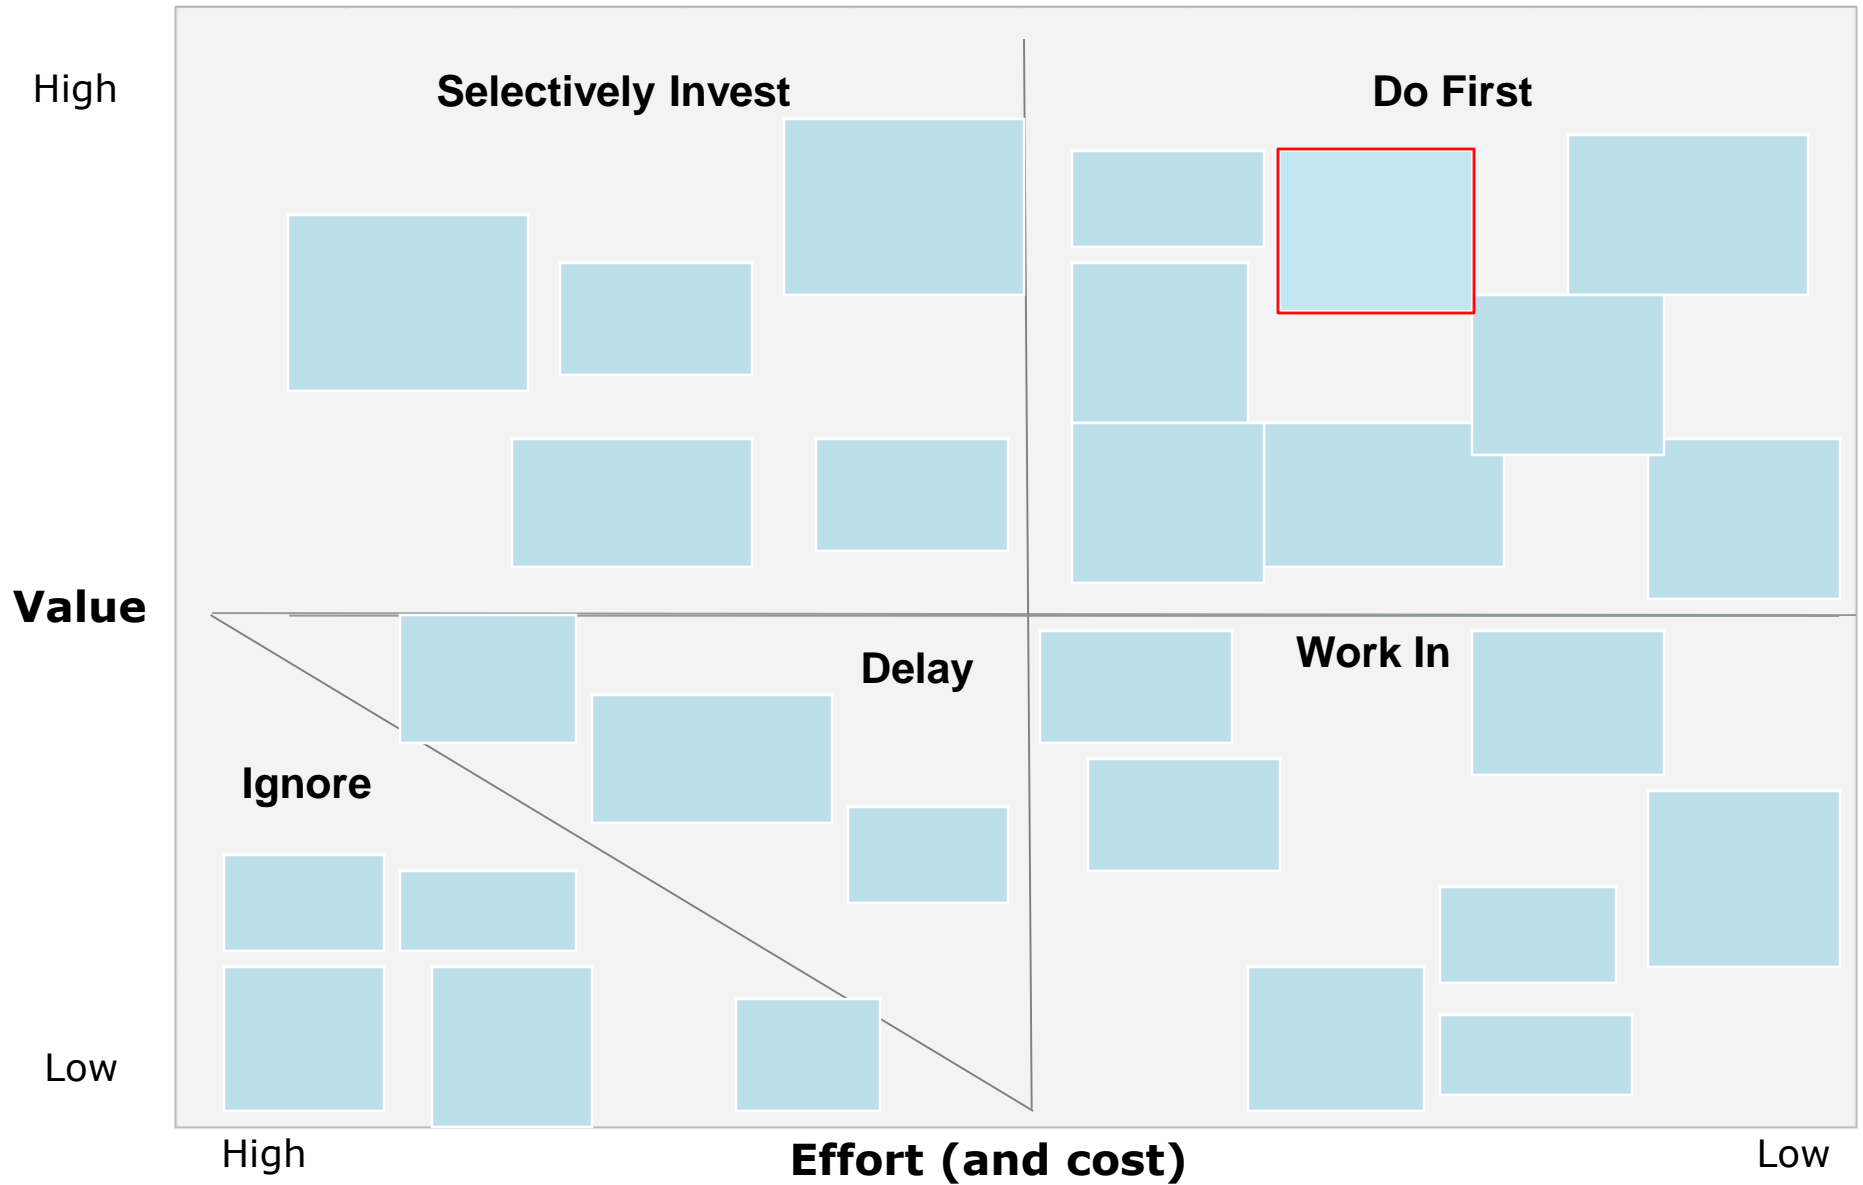 High
Selectively Invest
Do First
Value
Delay
Work In
Ignore
Low
High
Effort (and cost)
Low